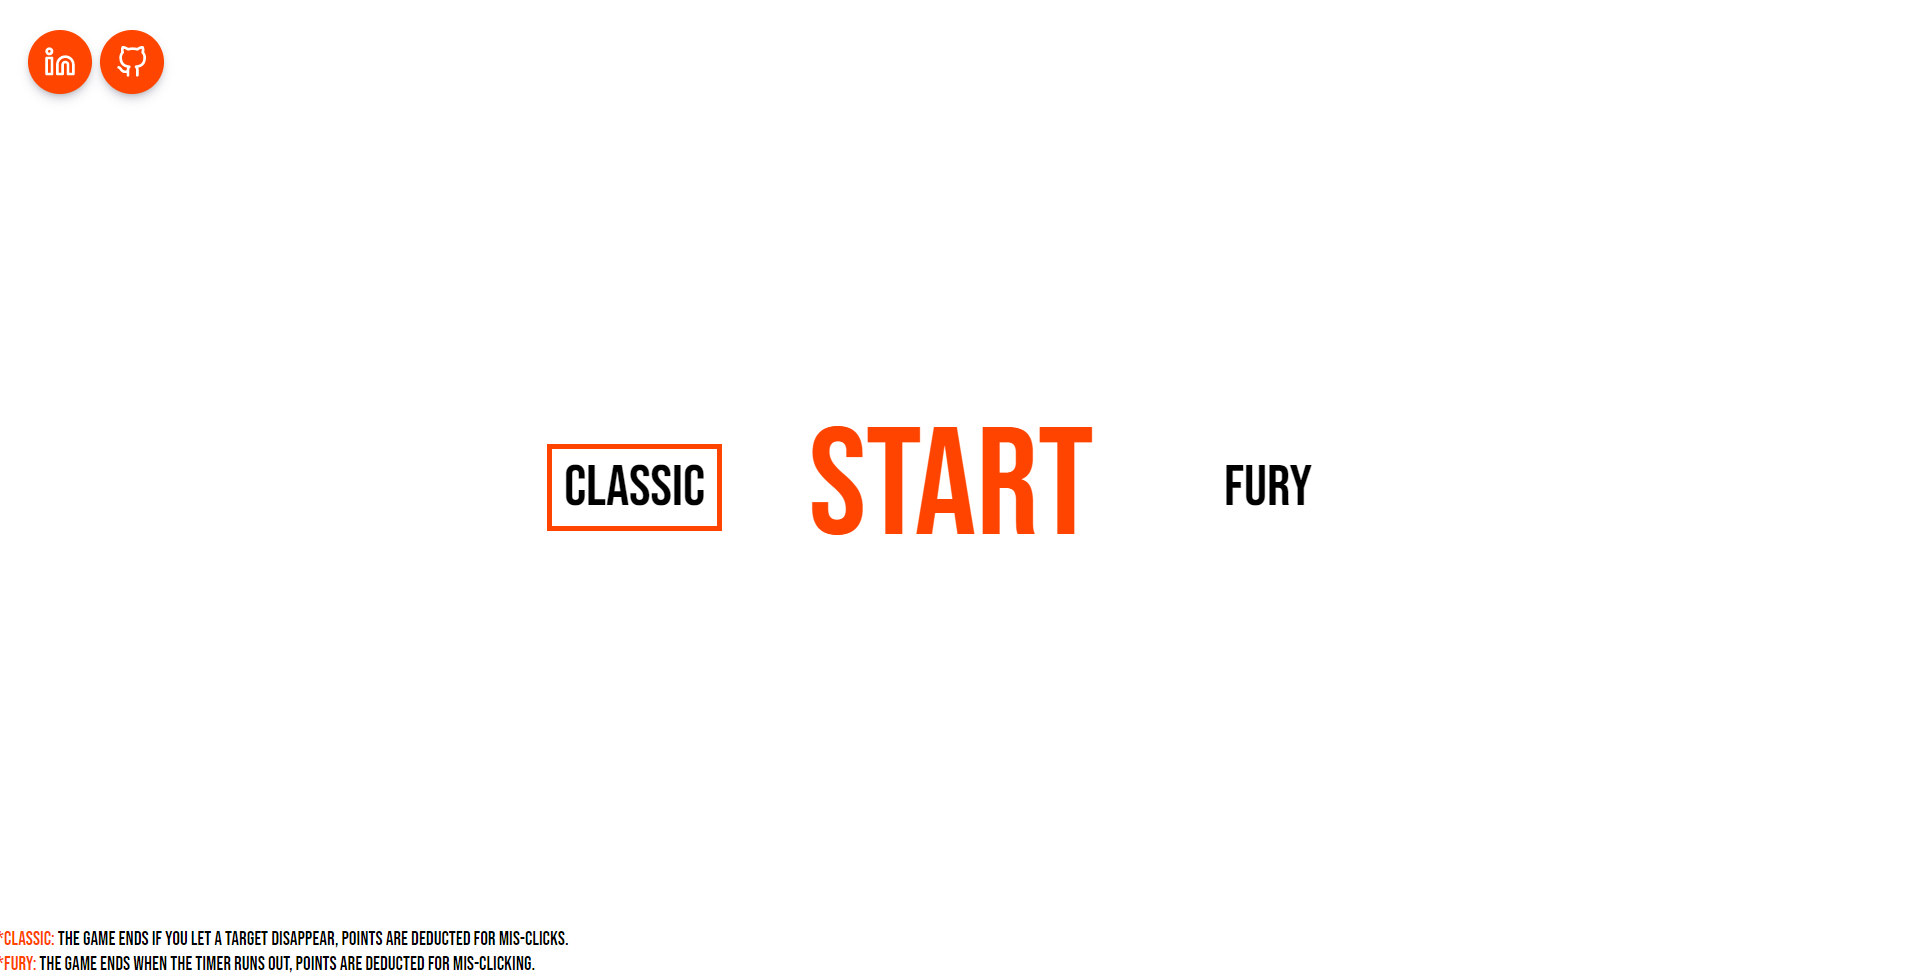 in
CLASSIC
START
FURY
*CLASSIC: THE GAME ENDS IF YOU LET A TARGET DISAPPEAR, POINTS ARE DEDUCTED FOR MIS-CLICKS.
*FURY: THE GAME ENDS WHEN THE TIMER RUNS OUT, POINTS ARE DEDUCTED FOR MIS-CLICKING.